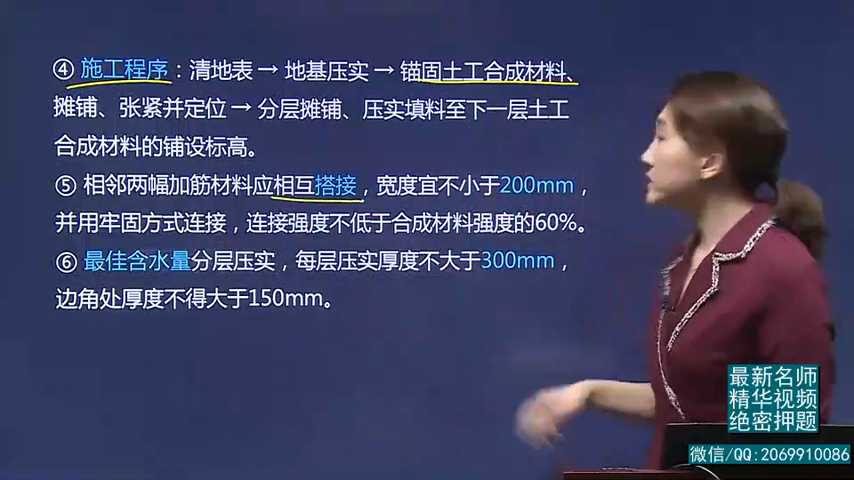 ④ 施工程序：清地表→地基压实→锚固土工合成材料、
摊铺、张紧并定位→分层摊铺、压实填料至下一层土工
合成材料的铺设标高。
⑤ 相邻两幅加筋材料应相互搭接，宽度宜不小于200mm，
并用牢固方式连接，连接强度不低于合成材料强度的60%。
⑥ 最佳含水量分层压实，每层压实厚度不大于300mm，
边角处厚度不得大于150mm。
最新名师
精华视频
绝密押题
微信/QQ:2069910086